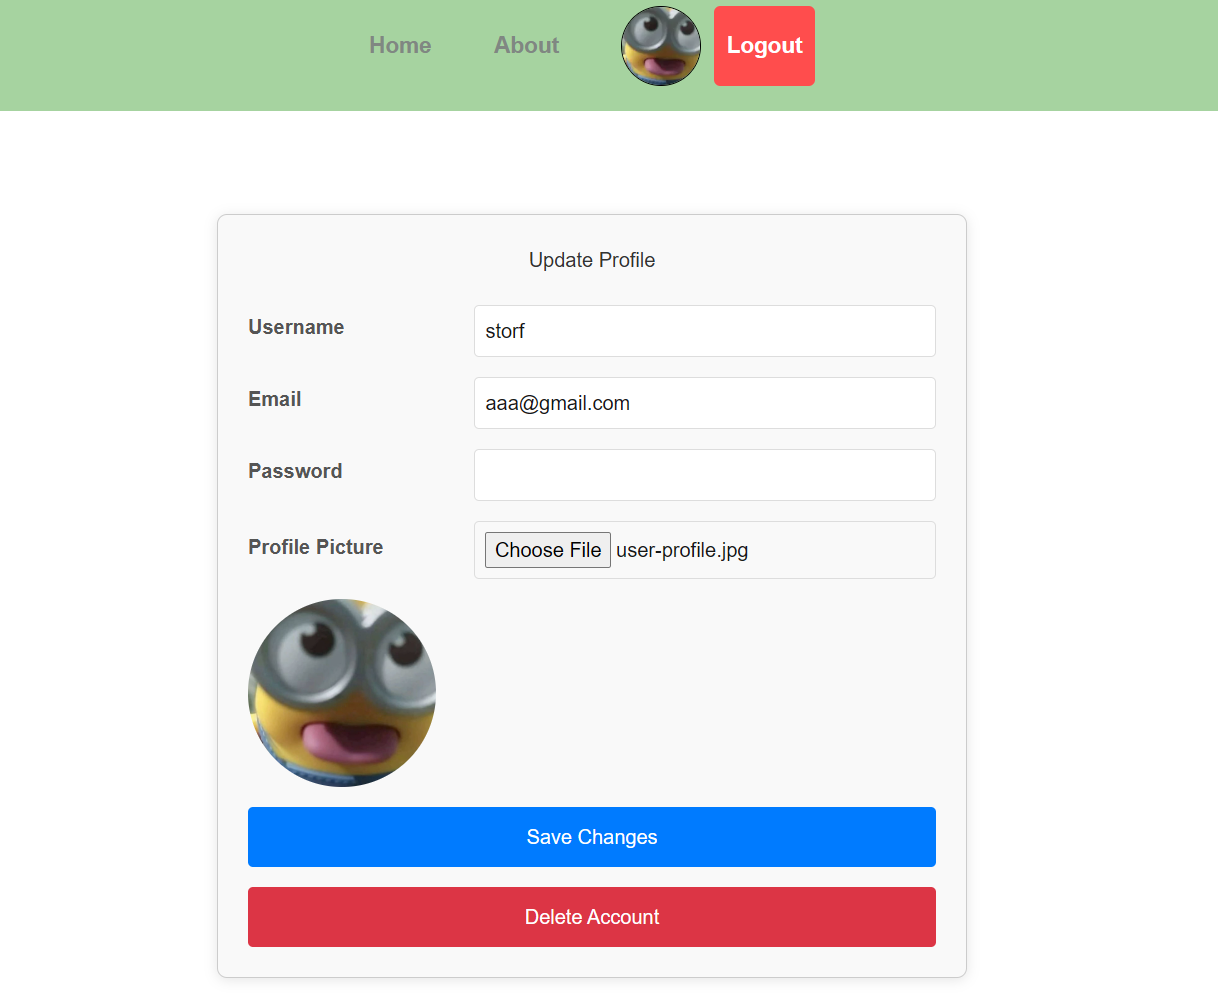 Home About Logout
Update Profile
Username storf
Email aaa@gmail.com
Password
Profile Picture Choose File user-profile.jpg
Save Changes
Delete Account